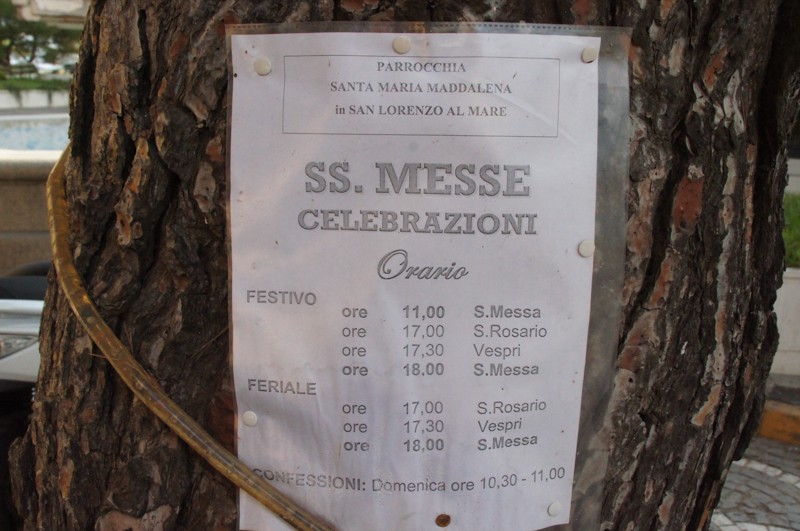 PARROCCHIA
SANTA MARIA MADDALENA
in SAN LORENZO AL MARE
SS. MESSE
CELEBRAZIONI
Orario
FESTIVO
ore 11,00 S.Messa
ore 17,00 S.Rosario
ore 17,30 Vespri
ore 18.00 S.Messa
FERIALE
ore 17,00 S.Rosario
ore 17,30 Vespri
ore 18,00 S.Messa
CONFESSIONI: Domenica ore 10,30 - 11,00